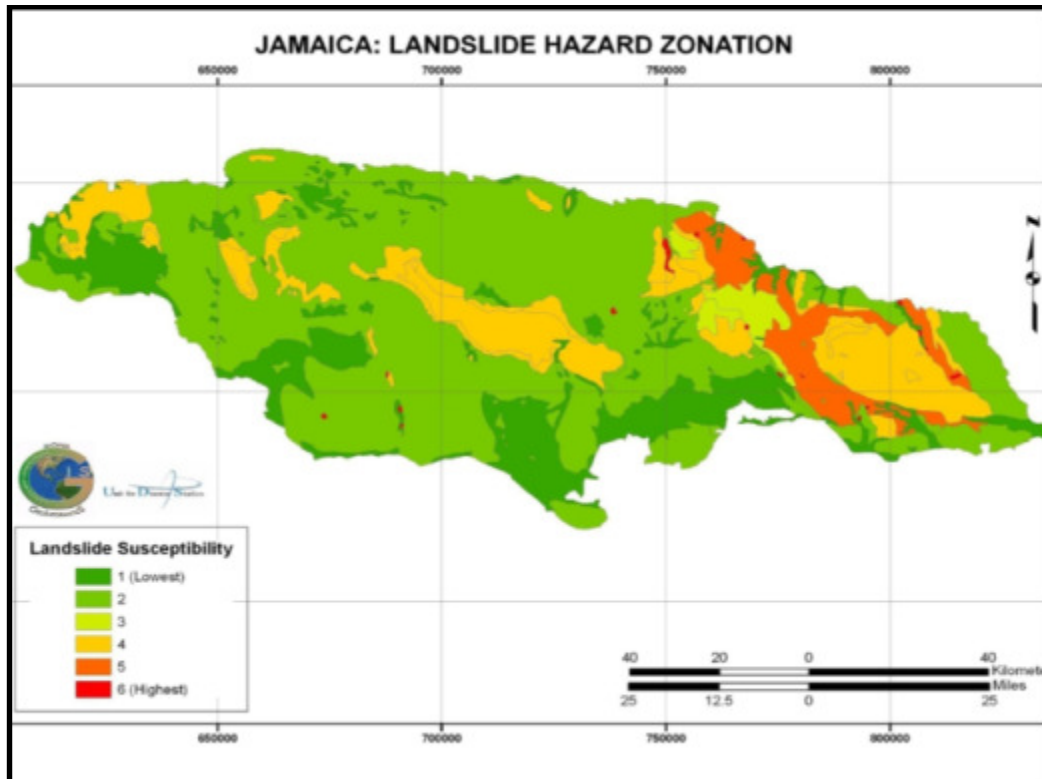 JAMAICA: LANDSLIDE HAZARD ZONATION
650000 700000 750000 800000
Z
Landslide Susceptibility
1 (Lowest)
2
3
4
5
6 (Highest)
40 20 0 40
Kilomete
Miles
25 12.5 0 25
650000 700000 750000 800000